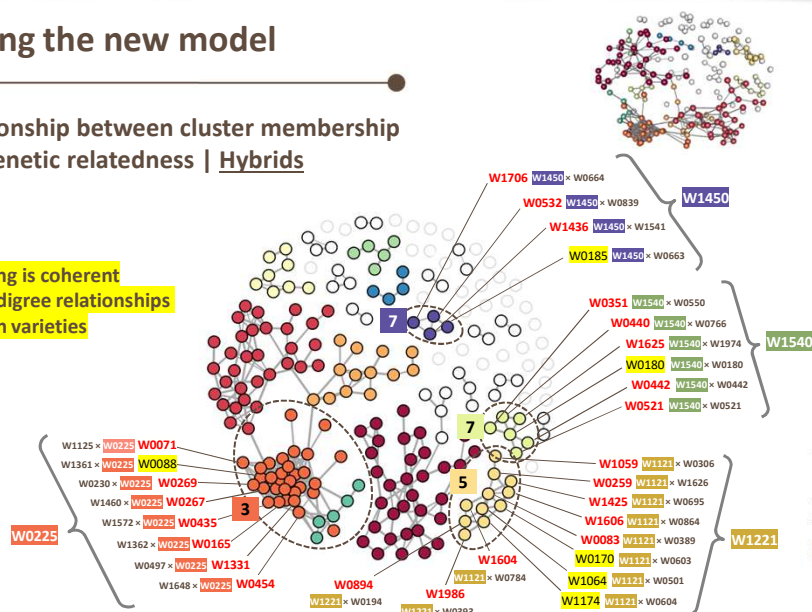 ng the new model
onship between cluster membership
enetic relatedness | Hybrids
ng is coherent
digree relationships
n varieties
W1706 W1450 × W0664
W0532 W1450 × W0839
W1436 W1450 × W1541
W0185 W1450 × W0663
W1450
7
W0351 W1540 × W0550
W0440 W1540 × W0766
W1625 W1540 × W1974
W0180 W1540 × W0180
W0442 W1540 × W0442
W0521 W1540 × W0521
W1540
7
5
W1059 W1121 × W0306
W0259 W1121 × W1626
W1425 W1121 × W0695
W1606 W1121 × W0864
W0083 W1121 × W0389
W0170 W1121 × W0603
W1064 W1121 × W0501
W1174 W1121 × W0604
W1221
W1125 × W0225 W0071
W1361 × W0225 W0088
W0230 × W0225 W0269
W1460 × W0225 W0267
W1572 × W0225 W0435
W1362 × W0225 W0165
W0497 × W0225 W1331
W1648 × W0225 W0454
W0225
3
W1604
W1121 × W0784
W0894
W1221 × W0194
W1986
W1221 × W0393